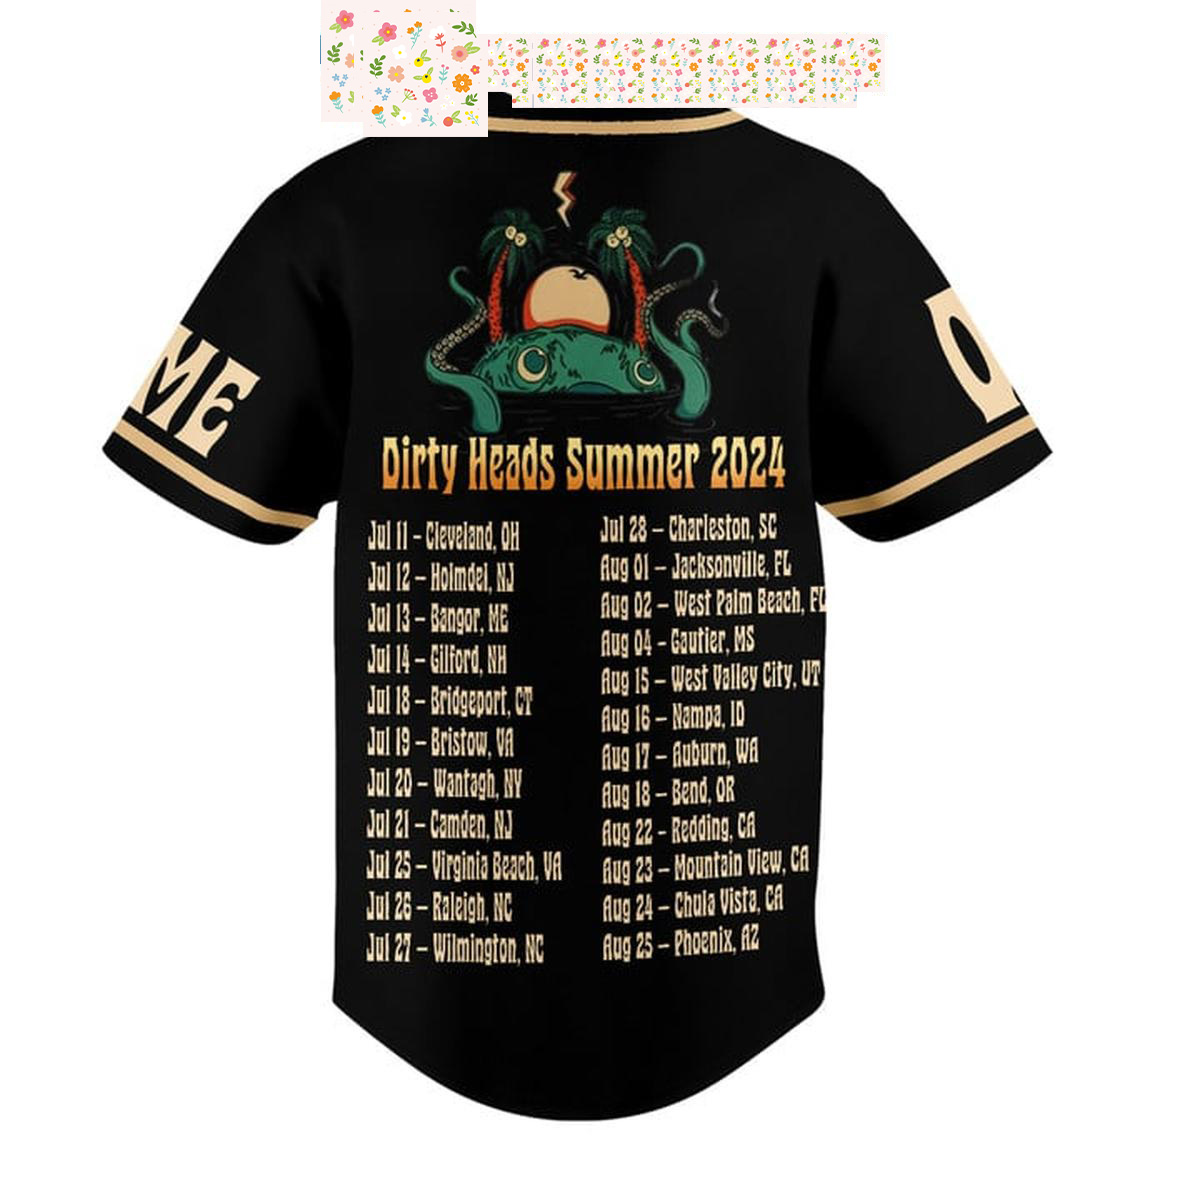 ME
Dirty Heads Summer 2024
Jul 11 – Cleveland, OH
Jul 12 – Holmdel, NJ
Jul 13 – Bangor, ME
Jul 14 – Gilford, NH
Jul 18 – Bridgeport, CT
Jul 19 – Bristow, VA
Jul 20 – Wantagh, NY
Jul 21 – Camden, NJ
Jul 25 – Virginia Beach, VA
Jul 26 – Raleigh, NC
Jul 27 – Wilmington, NC
Jul 28 – Charleston, SC
Aug 01 – Jacksonville, FL
Aug 02 – West Palm Beach, FL
Aug 04 - Gautier, MS
Aug 15 – West Valley City, UT
Aug 16 – Nampa, ID
Aug 17 – Auburn, WA
Aug 18 – Bend, OR
Aug 22 - Redding, CA
Aug 23 – Mountain View, CA
Aug 24 – Chula Vista, CA
Aug 25 – Phoenix, AZ